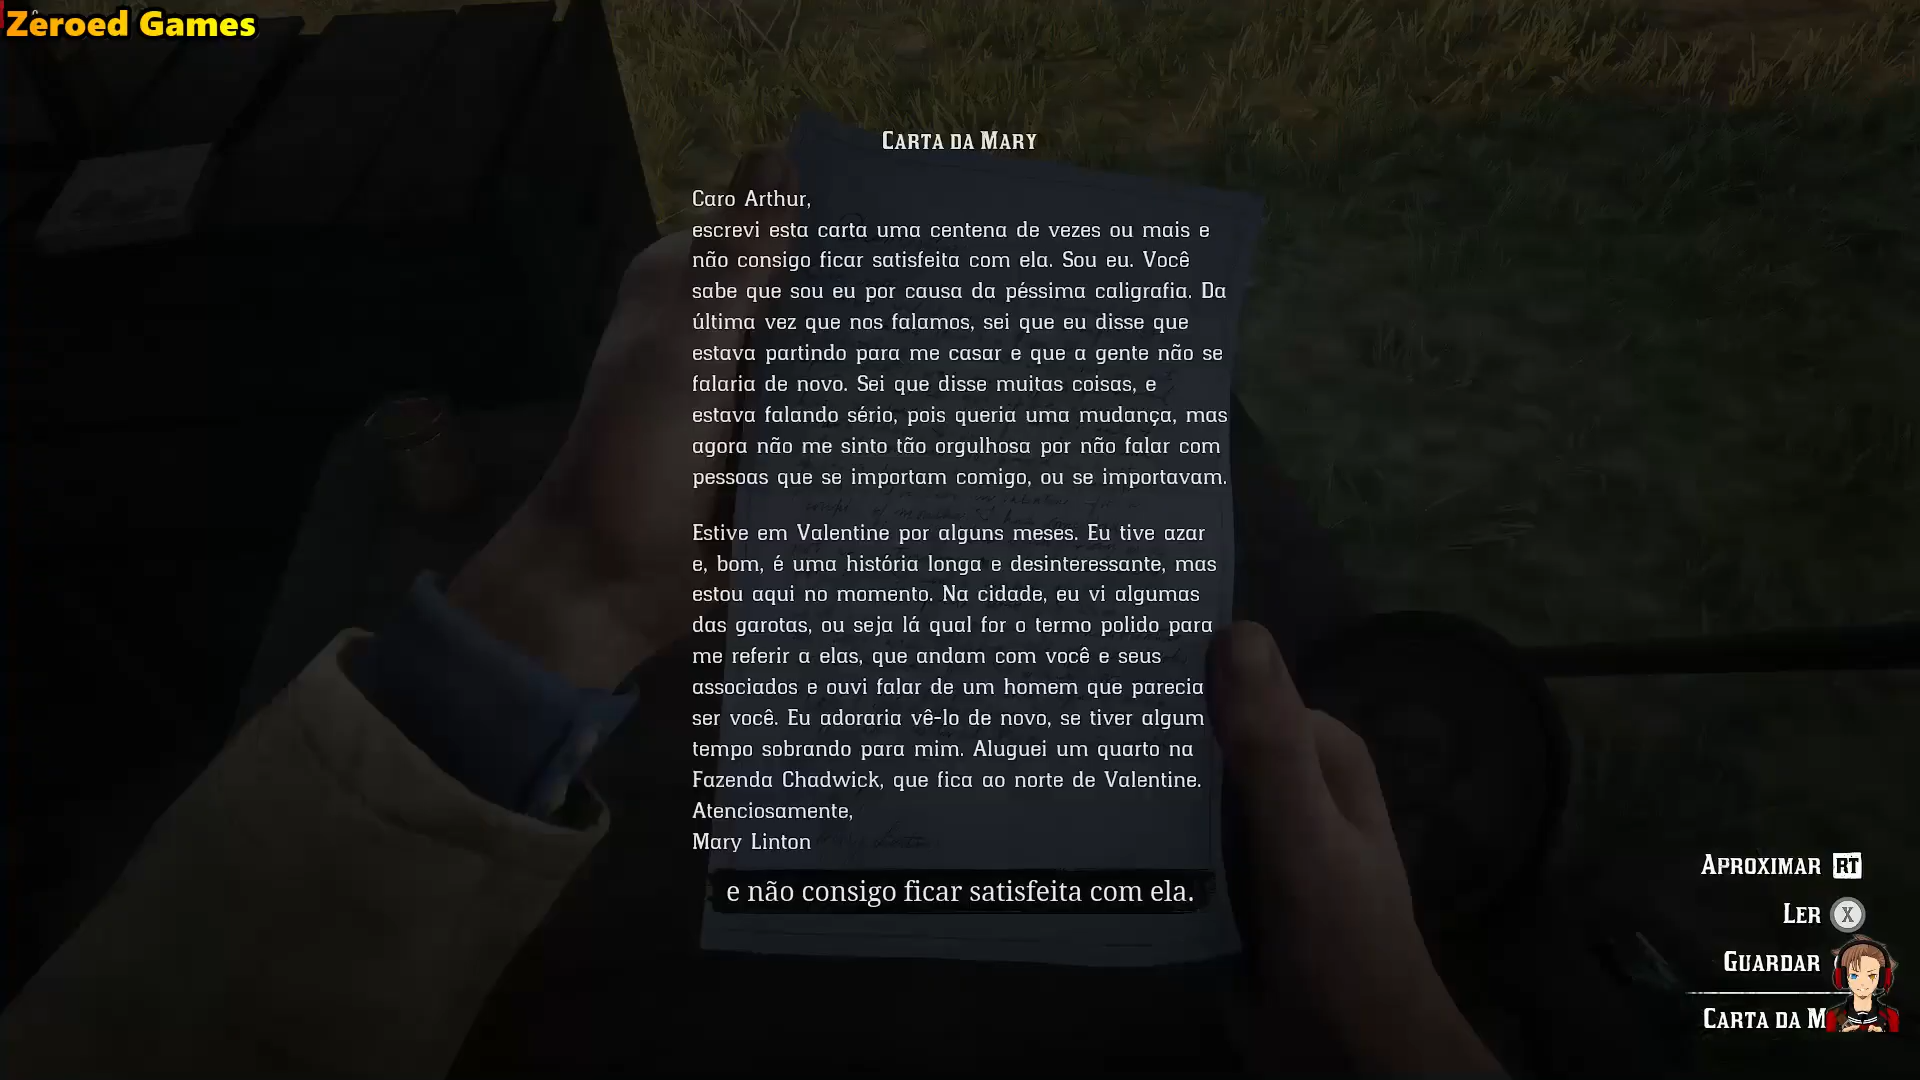 Zeroed Games
Carta da Mary
Caro Arthur,
escrevi esta carta uma centena de vezes ou mais e
não consigo ficar satisfeita com ela. Sou eu. Você
sabe que sou eu por causa da péssima caligrafia. Da
última vez que nos falamos, sei que eu disse que
estava partindo para me casar e que a gente não se
falaria de novo. Sei que disse muitas coisas, e
estava falando sério, pois queria uma mudança, mas
agora não me sinto tão orgulhosa por não falar com
pessoas que se importam comigo, ou se importavam.
Estive em Valentine por alguns meses. Eu tive azar
e, bom, é uma história longa e desinteressante, mas
estou aqui no momento. Na cidade, eu vi algumas
das garotas, ou seja lá qual for o termo polido para
me referir a elas, que andam com você e seus
associados e ouvi falar de um homem que parecia
ser você. Eu adoraria vê-lo de novo, se tiver algum
tempo sobrando para mim. Aluguei um quarto na
Fazenda Chadwick, que fica ao norte de Valentine.
Atenciosamente,
Mary Linton
e não consigo ficar satisfeita com ela.
Aproximar RT
Ler X
Guardar
Carta da M